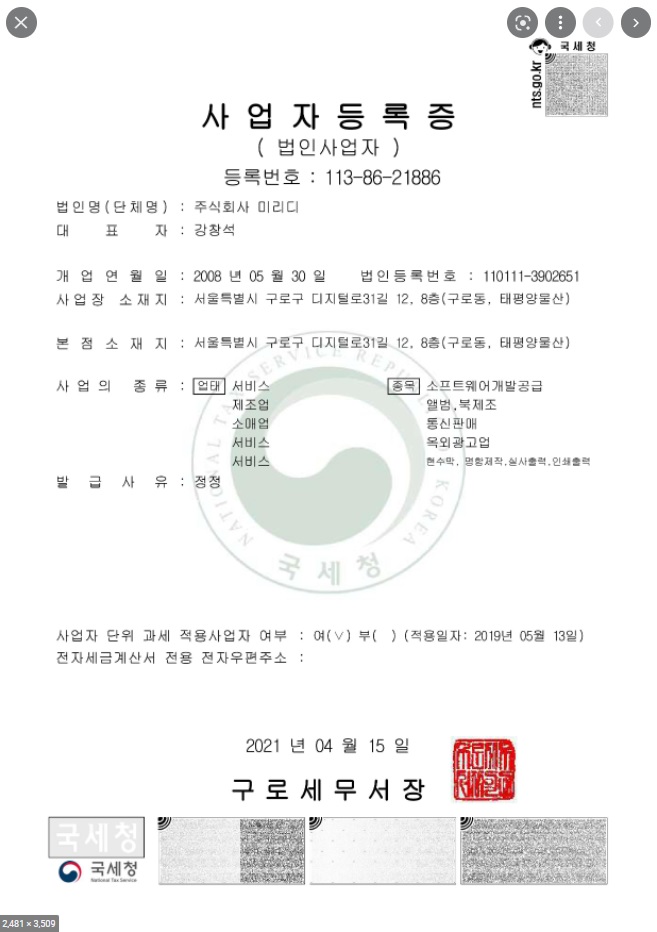 국세청
nts.go.kr
사업자등록증
( 법인사업자 )
등록번호 : 113-86-21886
법인명(단체명) : 주식회사 미리디
대 표 자 : 강창석
개 업 연 월 일 : 2008 년 05 월 30 일 법인등록번호 : 110111-3902651
사업장 소재지 : 서울특별시 구로구 디지털로31길 12, 8층(구로동, 태평양물산)
본 점 소 재 지 : 서울특별시 구로구 디지털로31길 12, 8층(구로동, 태평양물산)
사 업 의 종 류 : 업태 서비스 종목 소프트웨어개발공급
제조업 앨범,북제조
소매업 통신판매
서비스 옥외광고업
서비스 현수막, 명함제작,실사출력,인쇄출력
발 급 사 유 : 정정
NATIONAL TAX SERVICE REPUBLIC OF KOREA
국세청
사업자 단위 과세 적용사업자 여부 : 여(∨) 부( ) (적용일자: 2019년 05월 13일)
전자세금계산서 전용 전자우편주소 :
2021 년 04 월 15 일
구로세무서장
국세청
국세청
National Tax Service
2,481 × 3,509